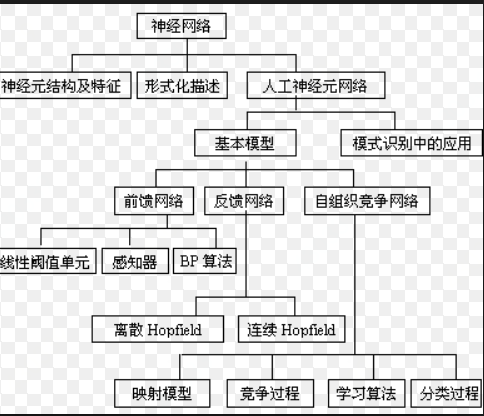 神经网络
神经元结构及特征
形式化描述
人工神经元网络
基本模型
模式识别中的应用
前馈网络
反馈网络
自组织竞争网络
线性阈值单元
感知器
BP 算法
离散 Hopfield
连续 Hopfield
映射模型
竞争过程
学习算法
分类过程